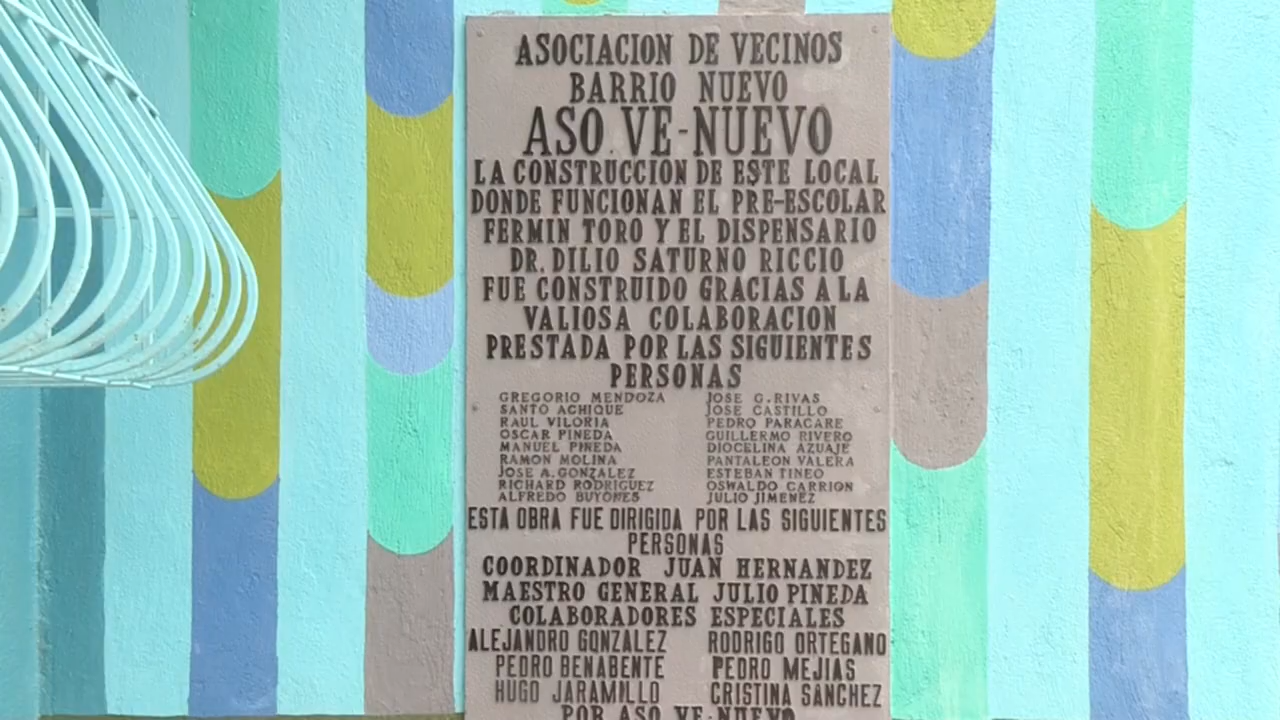 ASOCIACION DE VECINOS
BARRIO NUEVO
ASO.VE-NUEVO
LA CONSTRUCCION DE ESTE LOCAL
DONDE FUNCIONAN EL PRE-ESCOLAR
FERMIN TORO Y EL DISPENSARIO
DR. DILIO SATURNO RICCIO
FUE CONSTRUIDO GRACIAS A LA
VALIOSA COLABORACION
PRESTADA POR LAS SIGUIENTES
PERSONAS
GREGORIO MENDOZA JOSE G. RIVAS
SANTO ACHIQUE JOSE CASTILLO
RAUL VILORIA PEDRO PARACARE
OSCAR PINEDA GUILLERMO RIVERO
MANUEL PINEDA DIOCELINA AZUAJE
RAMON MOLINA PANTALEON VALERA
JOSE A. GONZALEZ ESTEBAN TINEO
RICHARD RODRIGUEZ OSWALDO CARRION
ALFREDO BUYONES JULIO JIMENEZ
ESTA OBRA FUE DIRIGIDA POR LAS SIGUIENTES
PERSONAS
COORDINADOR JUAN HERNANDEZ
MAESTRO GENERAL JULIO PINEDA
COLABORADORES ESPECIALES
ALEJANDRO GONZALEZ RODRIGO ORTEGANO
PEDRO BENABENTE PEDRO MEJIAS
HUGO JARAMILLO CRISTINA SANCHEZ
POR ASO VE-NUEVO